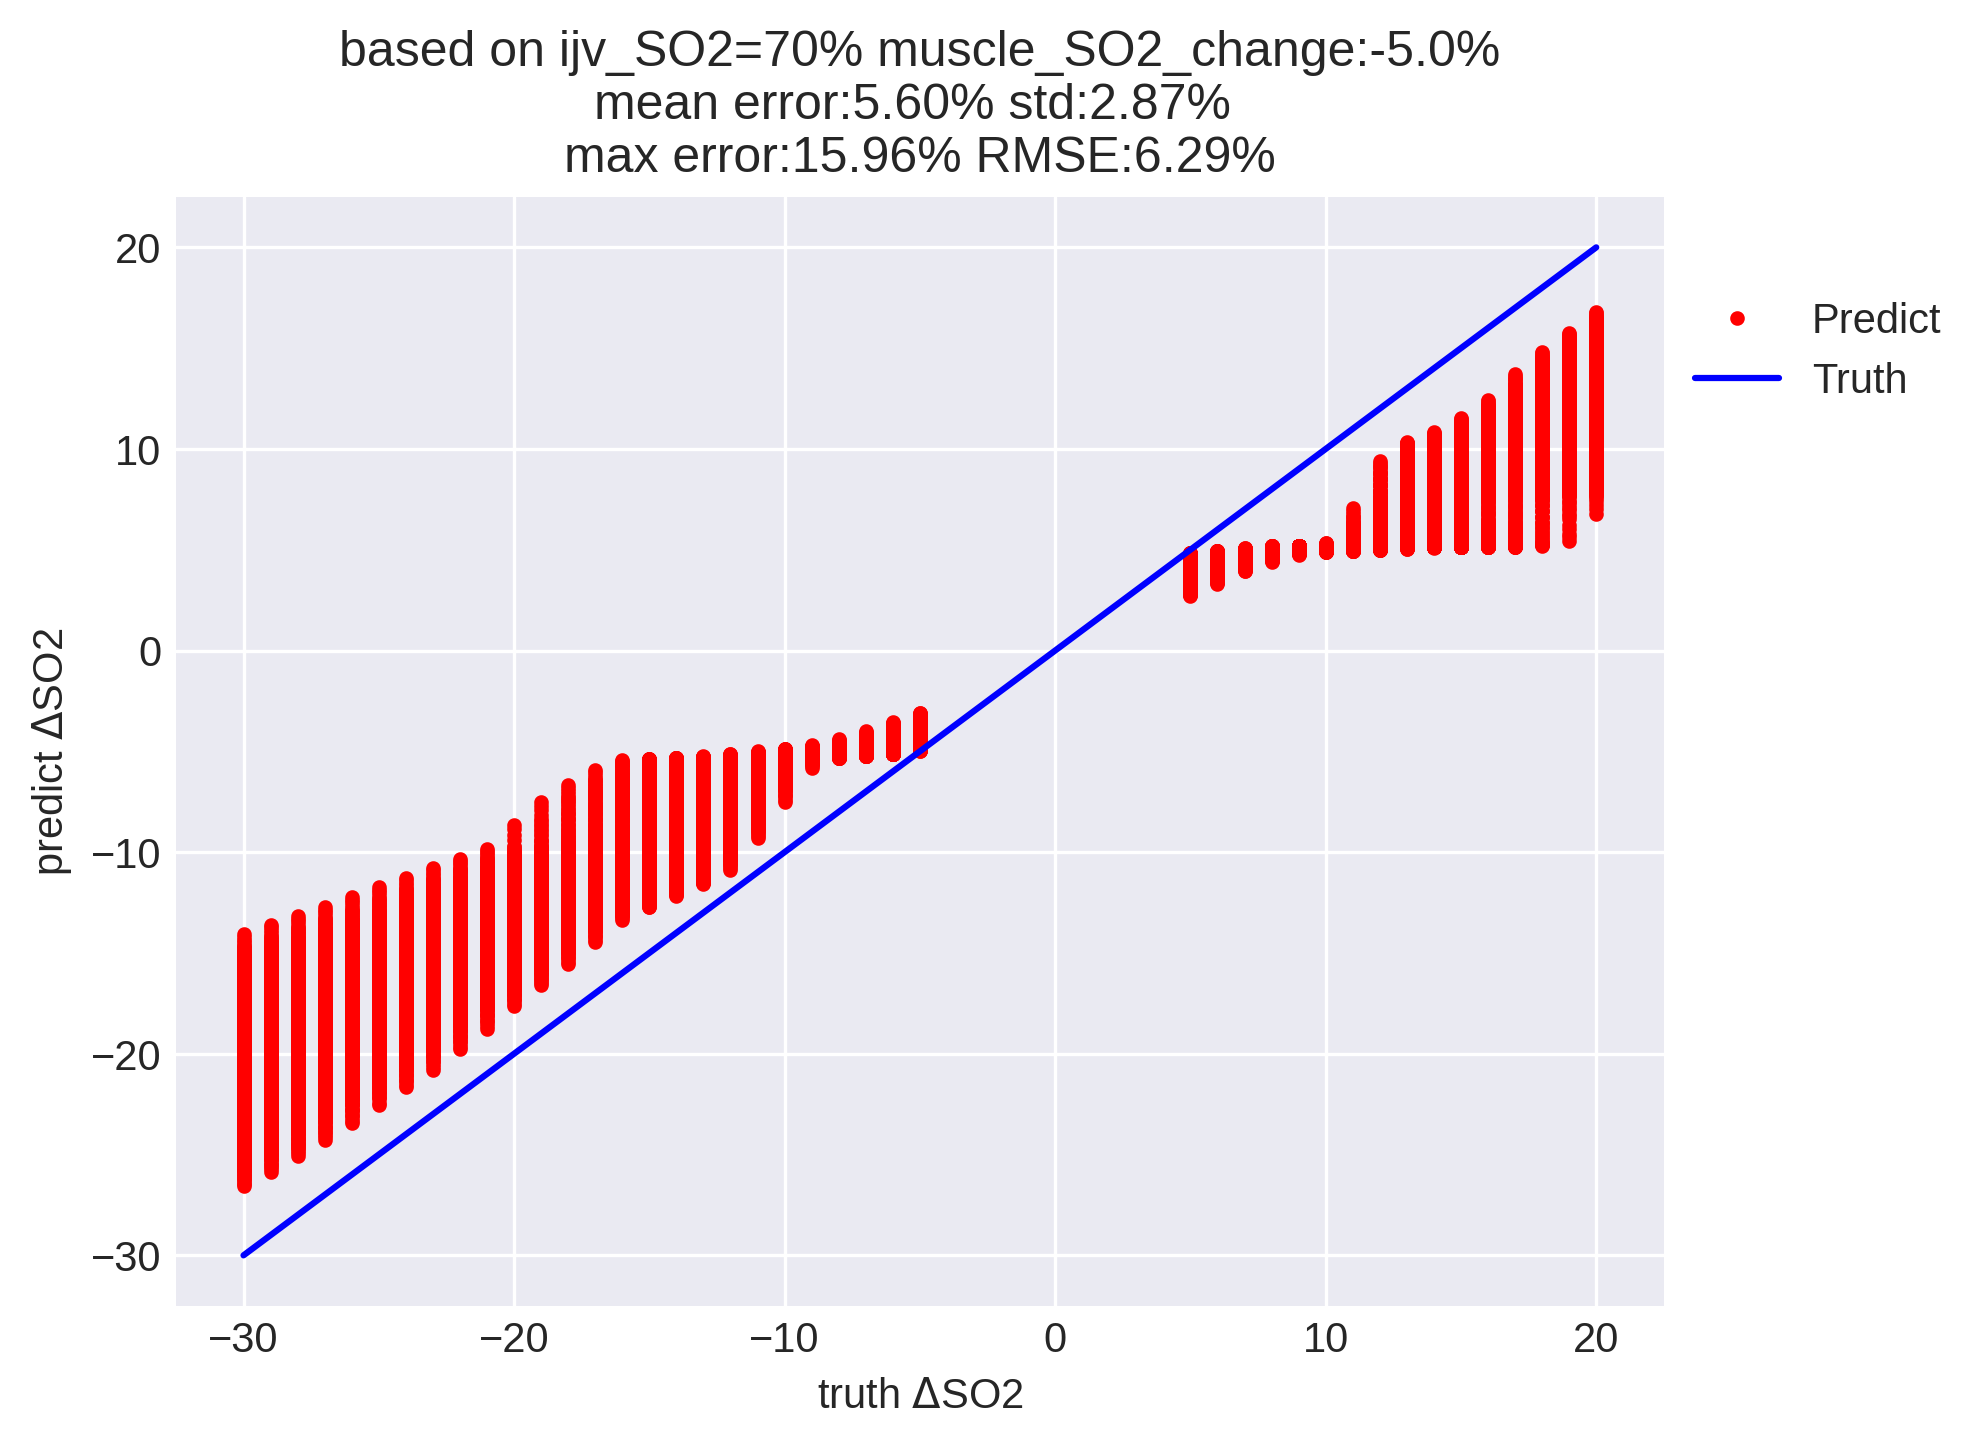 based on ijv_SO2=70% muscle_SO2_change:-5.0%
mean error:5.60% std:2.87%
max error:15.96% RMSE:6.29%
20
10
0
−10
−20
−30
predict ΔSO2
−30
−20
−10
0
10
20
truth ΔSO2
Predict
Truth